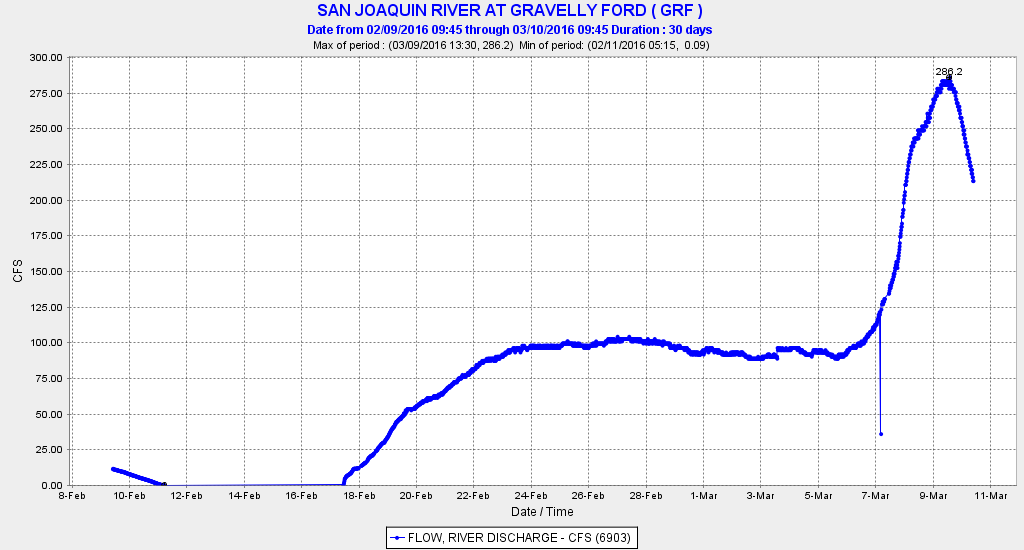 SAN JOAQUIN RIVER AT GRAVELLY FORD ( GRF )
Date from 02/09/2016 09:45 through 03/10/2016 09:45 Duration : 30 days
Max of period : (03/09/2016 13:30, 286.2) Min of period: (02/11/2016 05:15, 0.09)
286.2
300.00
275.00
250.00
225.00
200.00
175.00
150.00
125.00
100.00
75.00
50.00
25.00
0.00
CFS
8-Feb 10-Feb 12-Feb 14-Feb 16-Feb 18-Feb 20-Feb 22-Feb 24-Feb 26-Feb 28-Feb 1-Mar 3-Mar 5-Mar 7-Mar 9-Mar 11-Mar
Date / Time
FLOW, RIVER DISCHARGE - CFS (6903)